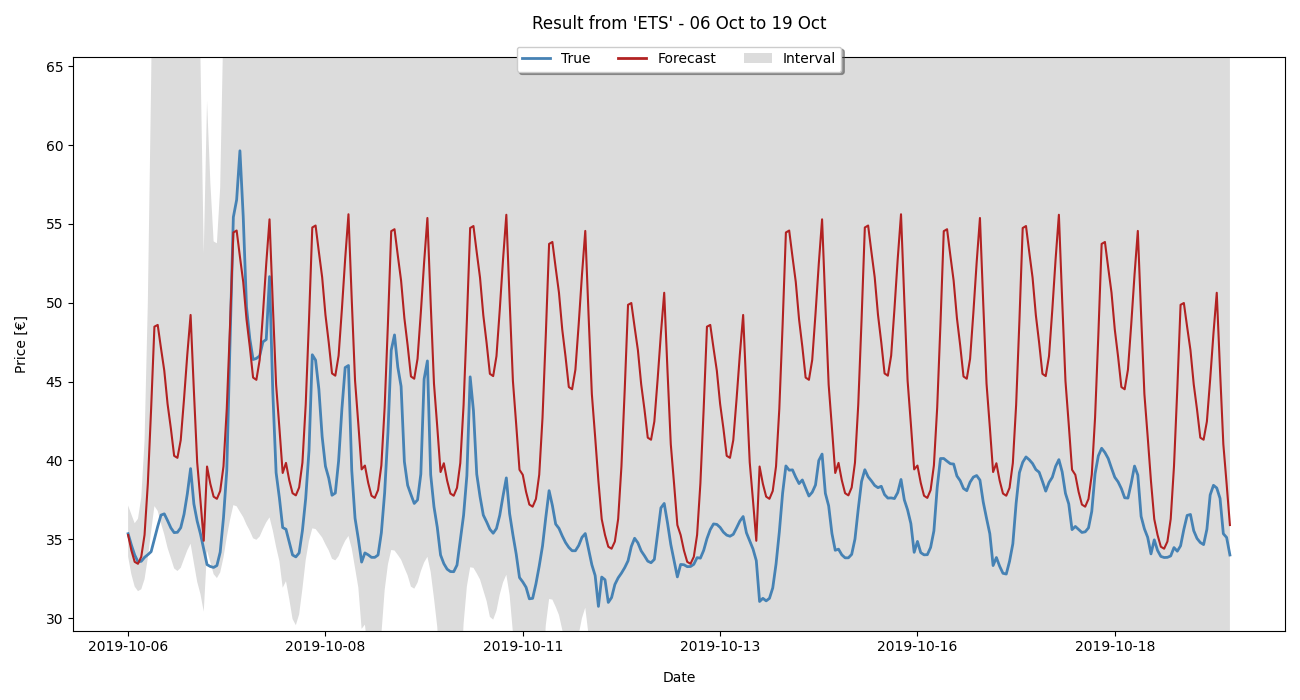 Result from 'ETS' - 06 Oct to 19 Oct
True Forecast Interval
65
60
55
50
45
40
35
30
Price [€]
2019-10-06 2019-10-08 2019-10-11 2019-10-13 2019-10-16 2019-10-18
Date